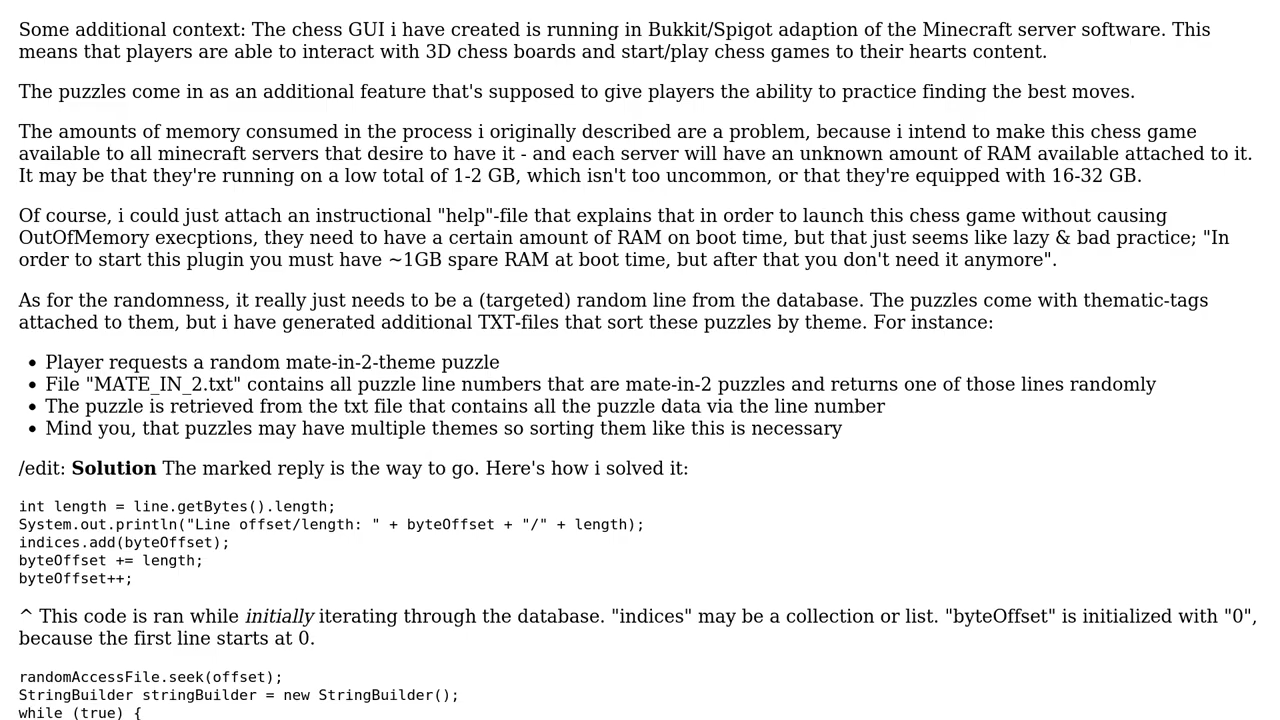 Some additional context: The chess GUI i have created is running in Bukkit/Spigot adaption of the Minecraft server software. This
means that players are able to interact with 3D chess boards and start/play chess games to their hearts content.
The puzzles come in as an additional feature that's supposed to give players the ability to practice finding the best moves.
The amounts of memory consumed in the process i originally described are a problem, because i intend to make this chess game
available to all minecraft servers that desire to have it - and each server will have an unknown amount of RAM available attached to it.
It may be that they're running on a low total of 1-2 GB, which isn't too uncommon, or that they're equipped with 16-32 GB.
Of course, i could just attach an instructional "help"-file that explains that in order to launch this chess game without causing
OutOfMemory execptions, they need to have a certain amount of RAM on boot time, but that just seems like lazy & bad practice; "In
order to start this plugin you must have ~1GB spare RAM at boot time, but after that you don't need it anymore".
As for the randomness, it really just needs to be a (targeted) random line from the database. The puzzles come with thematic-tags
attached to them, but i have generated additional TXT-files that sort these puzzles by theme. For instance:
• Player requests a random mate-in-2-theme puzzle
• File "MATE_IN_2.txt" contains all puzzle line numbers that are mate-in-2 puzzles and returns one of those lines randomly
• The puzzle is retrieved from the txt file that contains all the puzzle data via the line number
• Mind you, that puzzles may have multiple themes so sorting them like this is necessary
/edit: Solution The marked reply is the way to go. Here's how i solved it:
int length = line.getBytes().length;
System.out.println("Line offset/length: " + byteOffset + "/" + length);
indices.add(byteOffset);
byteOffset += length;
byteOffset++;
^ This code is ran while initially iterating through the database. "indices" may be a collection or list. "byteOffset" is initialized with "0",
because the first line starts at 0.
randomAccessFile.seek(offset);
StringBuilder stringBuilder = new StringBuilder();
while (true) {